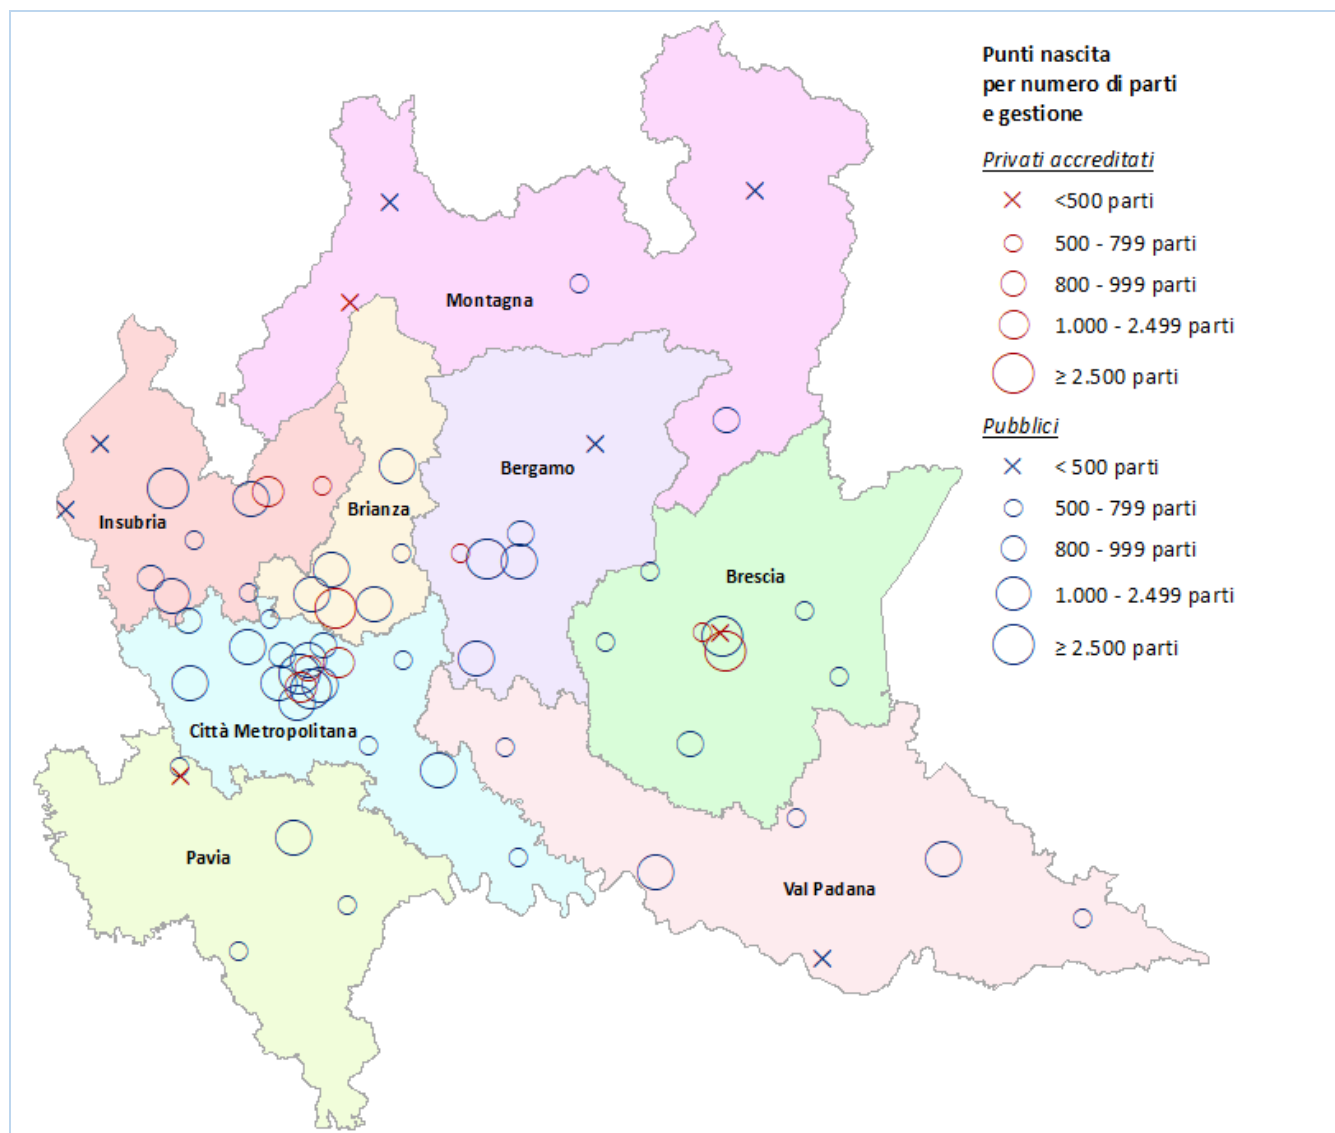 Punti nascita
per numero di parti
e gestione
Privati accreditati
<500 parti
500 - 799 parti
800 - 999 parti
1.000 - 2.499 parti
≥ 2.500 parti
Pubblici
< 500 parti
500 - 799 parti
800 - 999 parti
1.000 - 2.499 parti
≥ 2.500 parti
Montagna
Bergamo
Brianza
Insubria
Brescia
Città Metropolitana
Pavia
Val Padana